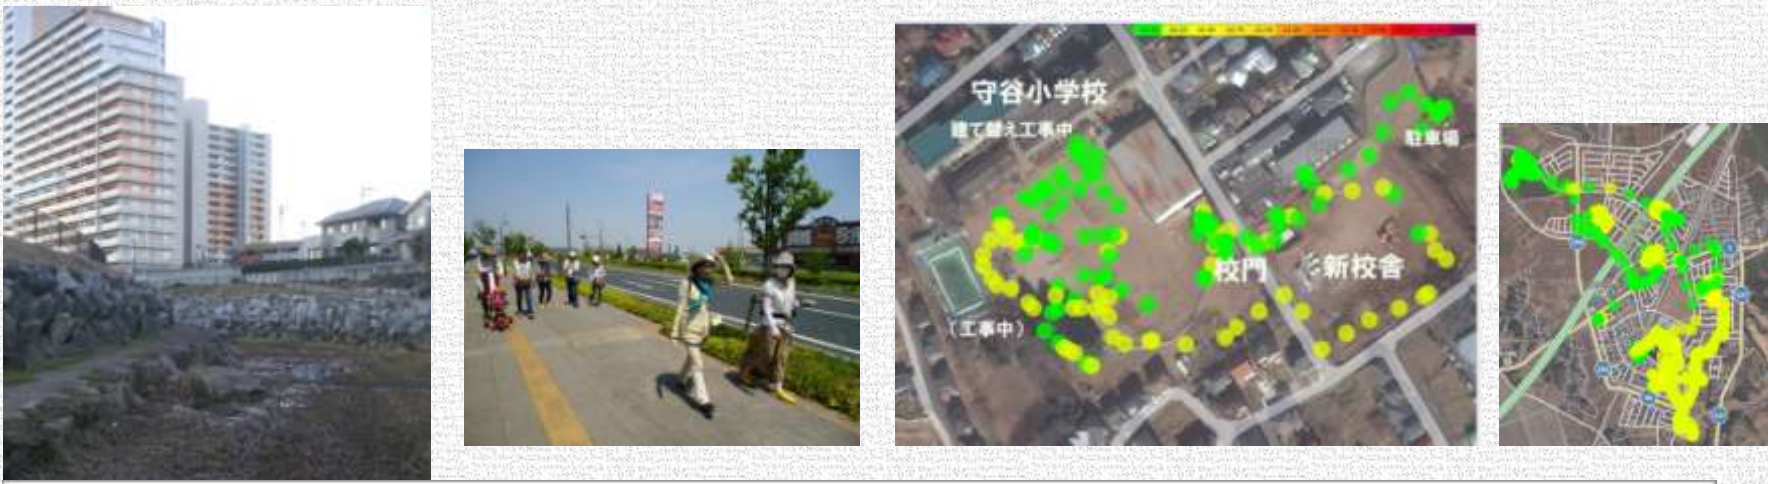 守谷小学校
建て替え工事中
駐車場
校門
新校舎
（工事中）